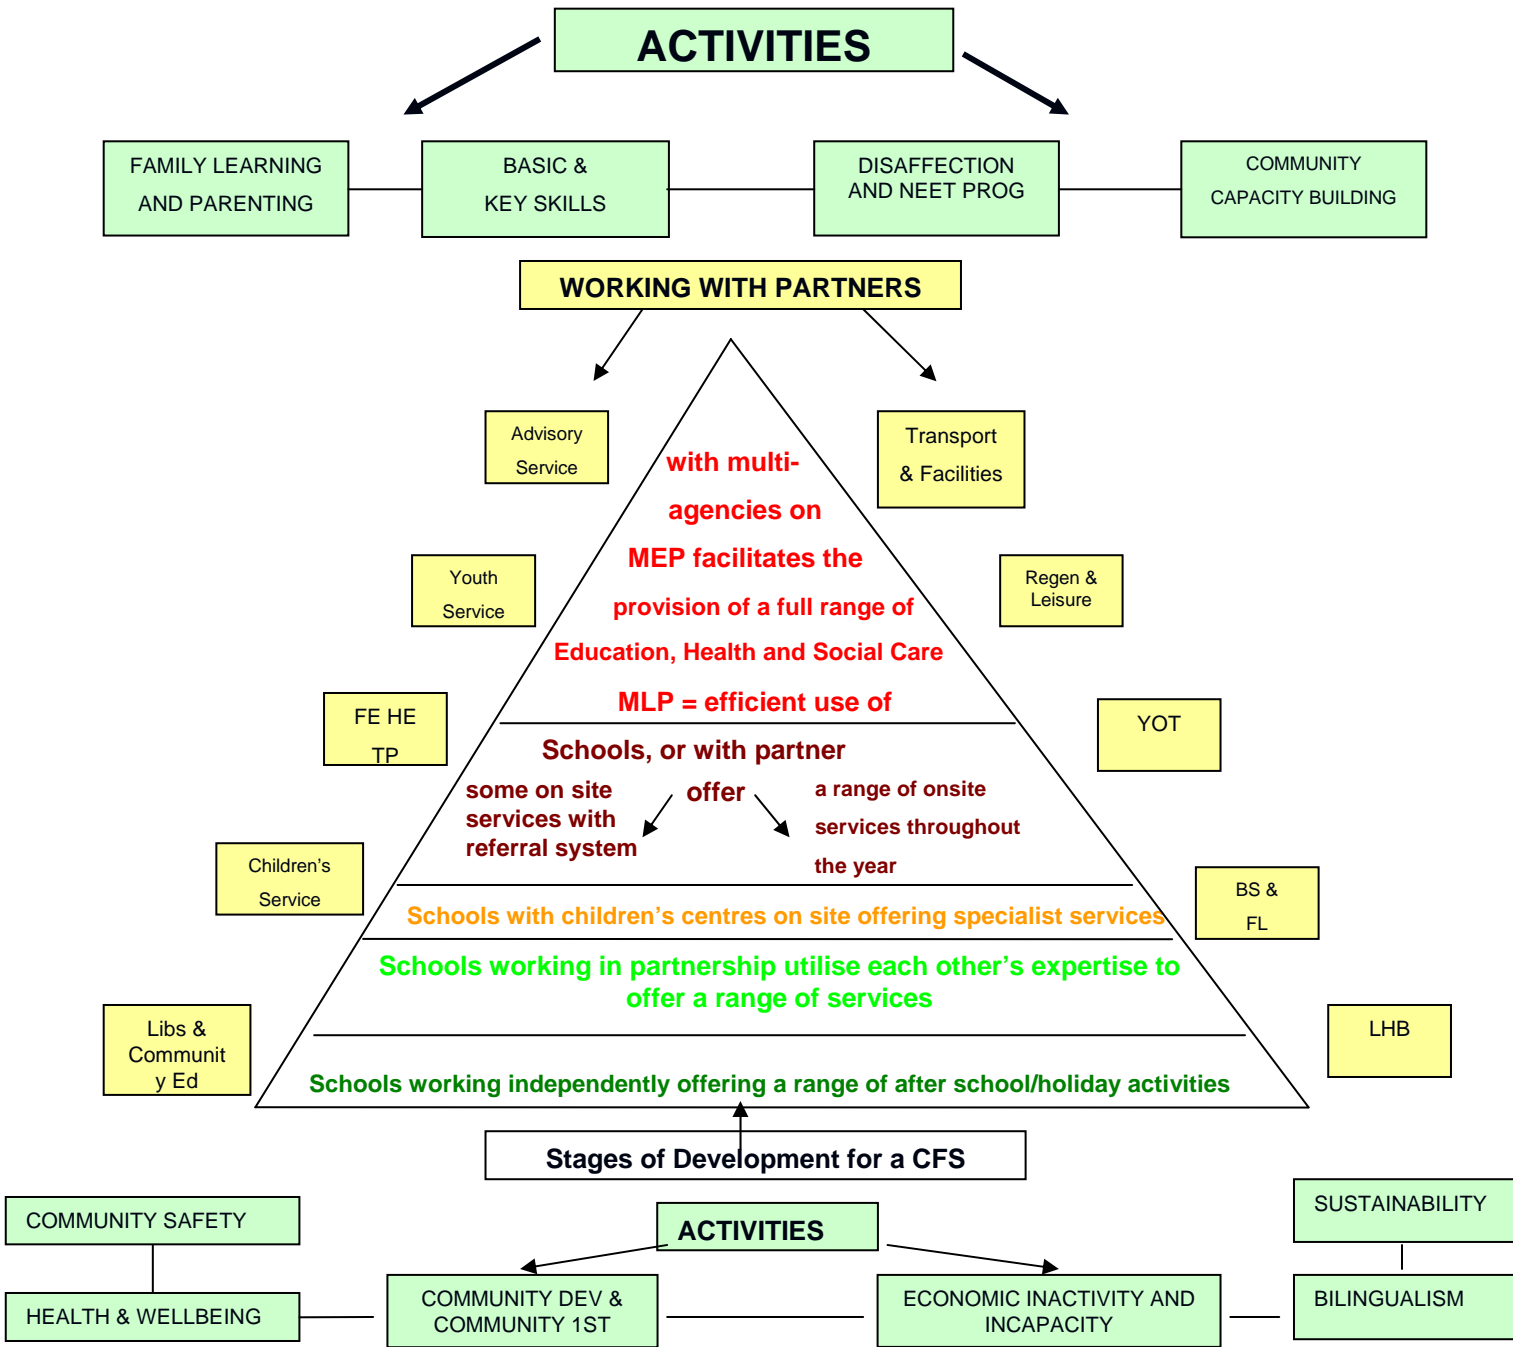 ACTIVITIES
FAMILY LEARNING
AND PARENTING
BASIC &
KEY SKILLS
DISAFFECTION
AND NEET PROG
COMMUNITY
CAPACITY BUILDING
WORKING WITH PARTNERS
Advisory
Service
Transport
& Facilities
with multi-
agencies on
MEP facilitates the
provision of a full range of
Education, Health and Social Care
MLP = efficient use of
Youth
Service
Regen &
Leisure
FE HE
TP
YOT
Schools, or with partner
offer
some on site
services with
referral system
a range of onsite
services throughout
the year
Children's
Service
BS &
FL
Schools with children's centres on site offering specialist services
Schools working in partnership utilise each other's expertise to
offer a range of services
Libs &
Communit
y Ed
LHB
Schools working independently offering a range of after school/holiday activities
Stages of Development for a CFS
COMMUNITY SAFETY
ACTIVITIES
SUSTAINABILITY
HEALTH & WELLBEING
COMMUNITY DEV &
COMMUNITY 1ST
ECONOMIC INACTIVITY AND
INCAPACITY
BILINGUALISM